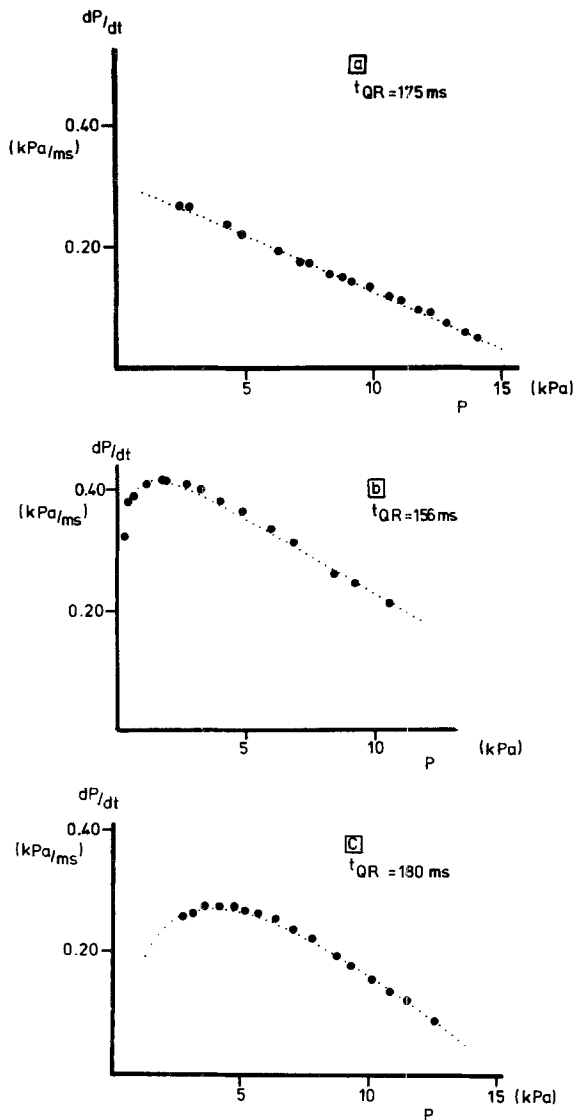 dP/dt
a
tQR = 175 ms
0.40
(kPa/ms)
0.20
5
10
15
(kPa)
P
dP/dt
0.40
b
(kPa/ms)
tQR = 156 ms
0.20
5
10
(kPa)
P
dP/dt
0.40
(kPa/ms)
C
tQR = 180 ms
0.20
5
10
15
(kPa)
P